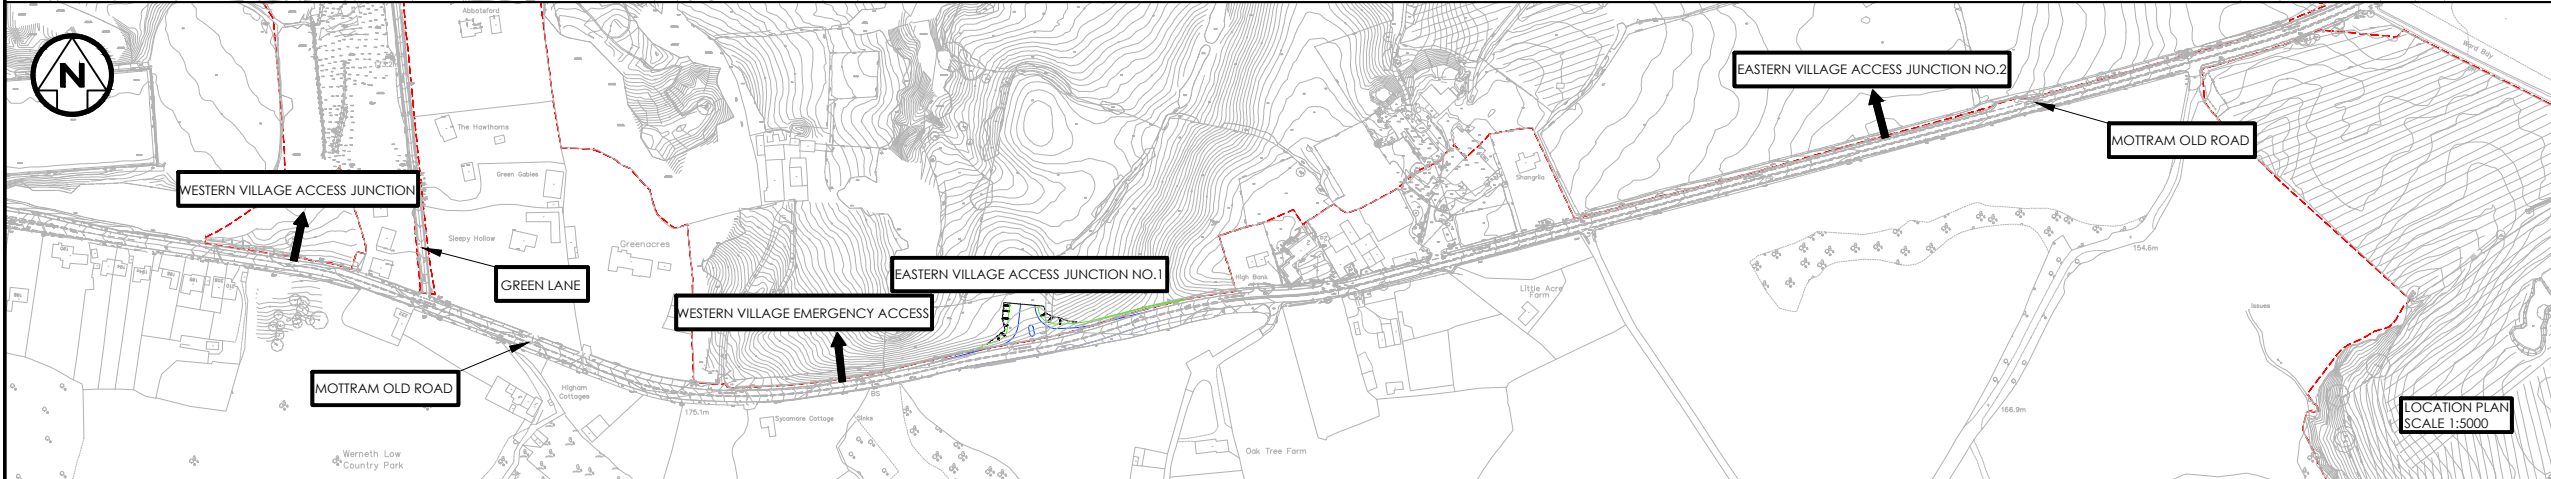 Abbotsford
N
Ward Bdy
EASTERN VILLAGE ACCESS JUNCTION NO.2
The Hawthorns
MOTTRAM OLD ROAD
Green Gables
Shangrila
WESTERN VILLAGE ACCESS JUNCTION
Sleepy Hollow
Greenacres
154.6m
EASTERN VILLAGE ACCESS JUNCTION NO.1
High Bank
GREEN LANE
Little Acre
Farm
Issues
WESTERN VILLAGE EMERGENCY ACCESS
MOTTRAM OLD ROAD
Higham
Cottages
BS
175.1m
Sycamore Cottage
Sinks
166.9m
LOCATION PLAN
SCALE 1:5000
Werneth Low
Country Park
Oak Tree Farm